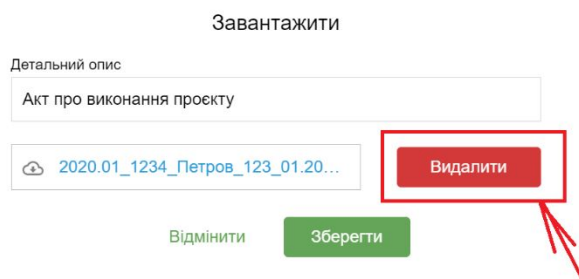 Завантажити
Детальний опис
Акт про виконання проєкту
2020.01_1234_Петров_123_01.20...
Видалити
Відмінити
Зберегти